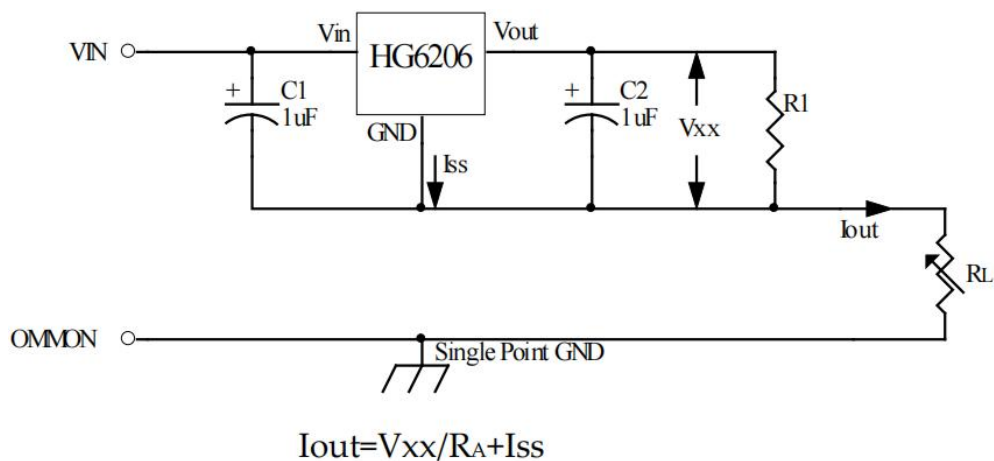 VIN
Vin
HG6206
Vout
+
C1
1uF
GND
Iss
+
C2
1uF
Vxx
R1
Iout
RL
OMMON
Single Point GND
Iout=Vxx/RA+Iss